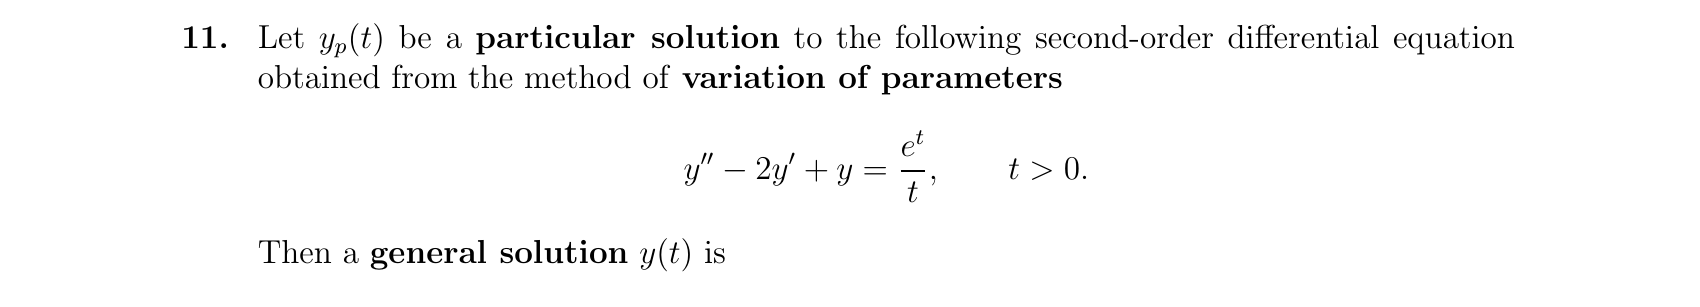 11. Let $y_p(t)$ be a particular solution to the following second-order differential equation
obtained from the method of variation of parameters
$y'' - 2y' + y = \frac{e^t}{t}, \qquad t > 0.$
Then a general solution $y(t)$ is